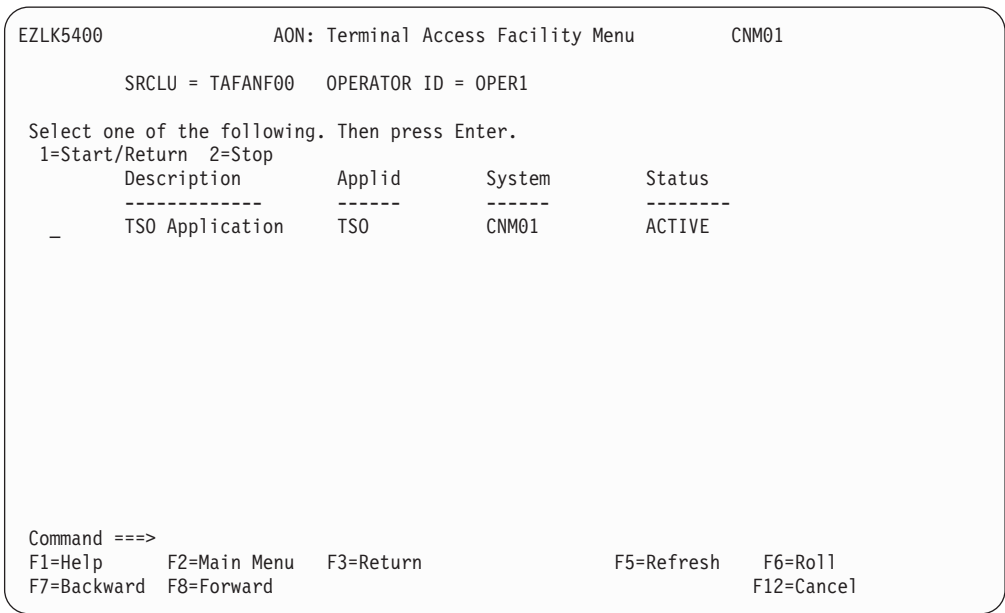 EZLK5400 AON: Terminal Access Facility Menu CNM01
SRCLU = TAFANF00 OPERATOR ID = OPER1
Select one of the following. Then press Enter.
1=Start/Return 2=Stop
Description Applid System Status
------------- ------ ------ --------
_ TSO Application TSO CNM01 ACTIVE
Command ===>
F1=Help F2=Main Menu F3=Return F5=Refresh F6=Roll
F7=Backward F8=Forward F12=Cancel